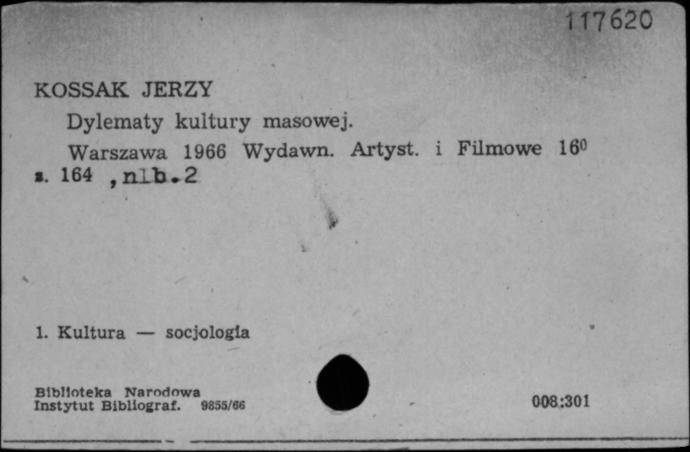 117620
KOSSAK JERZY
Dylematy kultury masowej.
Warszawa 1966 Wydawn. Artyst. i Filmowe 16⁰
s. 164 , nlb.2
1. Kultura — socjologia
Biblioteka Narodowa
Instytut Bibliograf. 9855/66
008:301